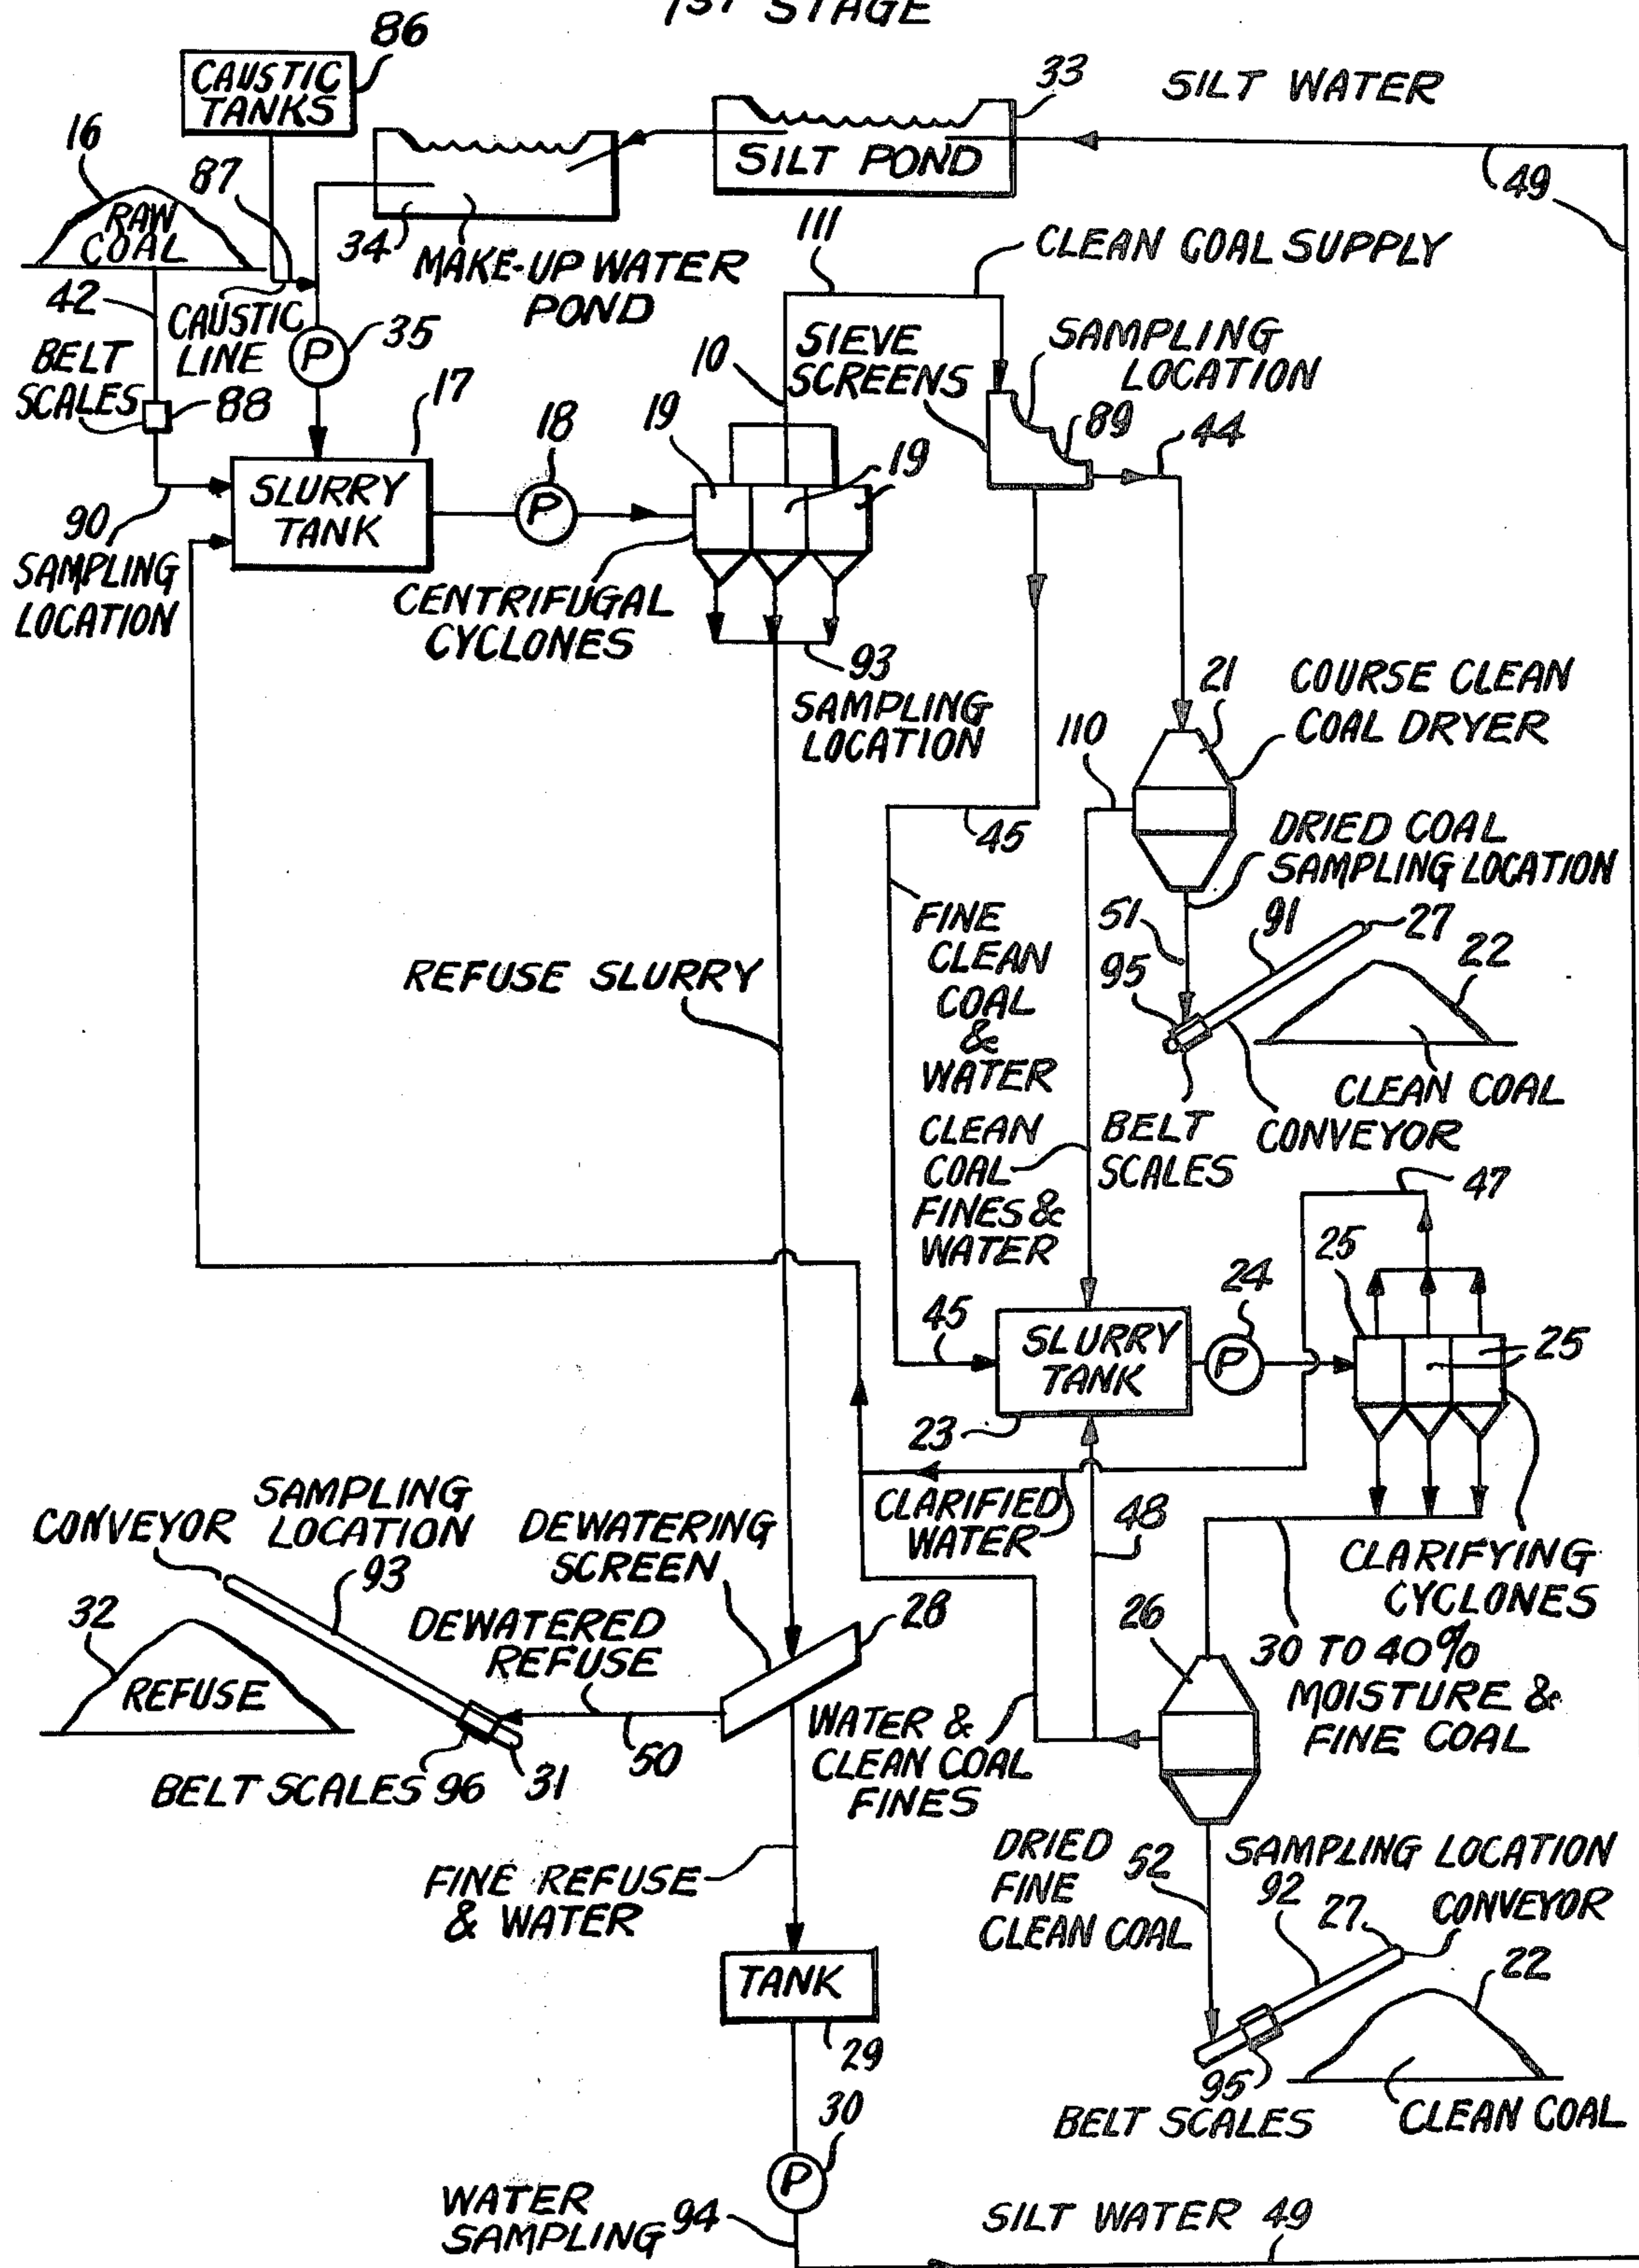 1ST STAGE
86
CAUSTIC
TANKS
33
SILT WATER
16
RAW
COAL
87
SILT POND
49
34
MAKE-UP WATER
POND
111
CLEAN COAL SUPPLY
49
42
CAUSTIC
LINE
P
35
BELT
SCALES
88
17
10
SIEVE
SCREENS
SAMPLING
LOCATION
89
44
18
19
19
19
SLURRY
TANK
P
90
SAMPLING
LOCATION
CENTRIFUGAL
CYCLONES
93
SAMPLING
LOCATION
21
COURSE CLEAN
COAL DRYER
110
45
DRIED COAL
SAMPLING LOCATION
FINE
CLEAN
COAL
&
WATER
51
91
27
22
95
REFUSE SLURRY
CLEAN COAL
CONVEYOR
BELT
SCALES
CLEAN
COAL
FINES &
WATER
47
25
24
45
SLURRY
TANK
P
25
23
CLARIFIED
WATER
48
CLARIFYING
CYCLONES
CONVEYOR
SAMPLING
LOCATION
93
DEWATERING
SCREEN
28
26
30 TO 40%
MOISTURE &
FINE COAL
32
REFUSE
DEWATERED
REFUSE
WATER &
CLEAN COAL
FINES
50
BELT SCALES 96
31
DRIED
FINE
CLEAN COAL
52
SAMPLING LOCATION
92
27
CONVEYOR
FINE REFUSE
& WATER
22
TANK
29
95
BELT SCALES
CLEAN COAL
30
P
WATER
SAMPLING 94
SILT WATER 49